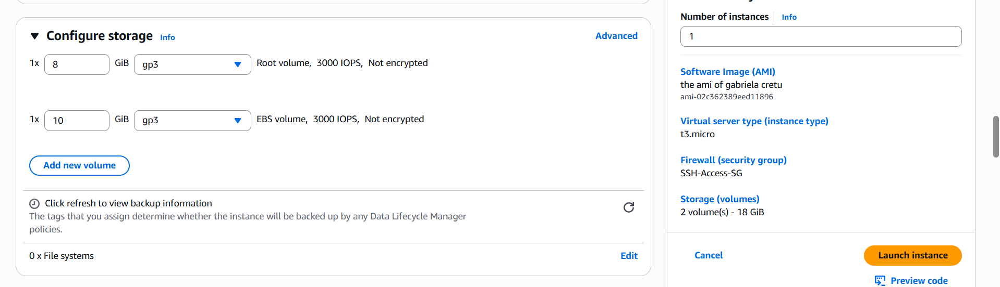 Configure storage Info Advanced
1x 8 GiB gp3 Root volume, 3000 IOPS, Not encrypted
1x 10 GiB gp3 EBS volume, 3000 IOPS, Not encrypted
Add new volume
Click refresh to view backup information
The tags that you assign determine whether the instance will be backed up by any Data Lifecycle Manager
policies.
0 x File systems Edit
Number of instances Info
1
Software Image (AMI)
the ami of gabriela cretu
ami-02c362389eed11896
Virtual server type (instance type)
t3.micro
Firewall (security group)
SSH-Access-SG
Storage (volumes)
2 volume(s) - 18 GiB
Cancel Launch instance
Preview code